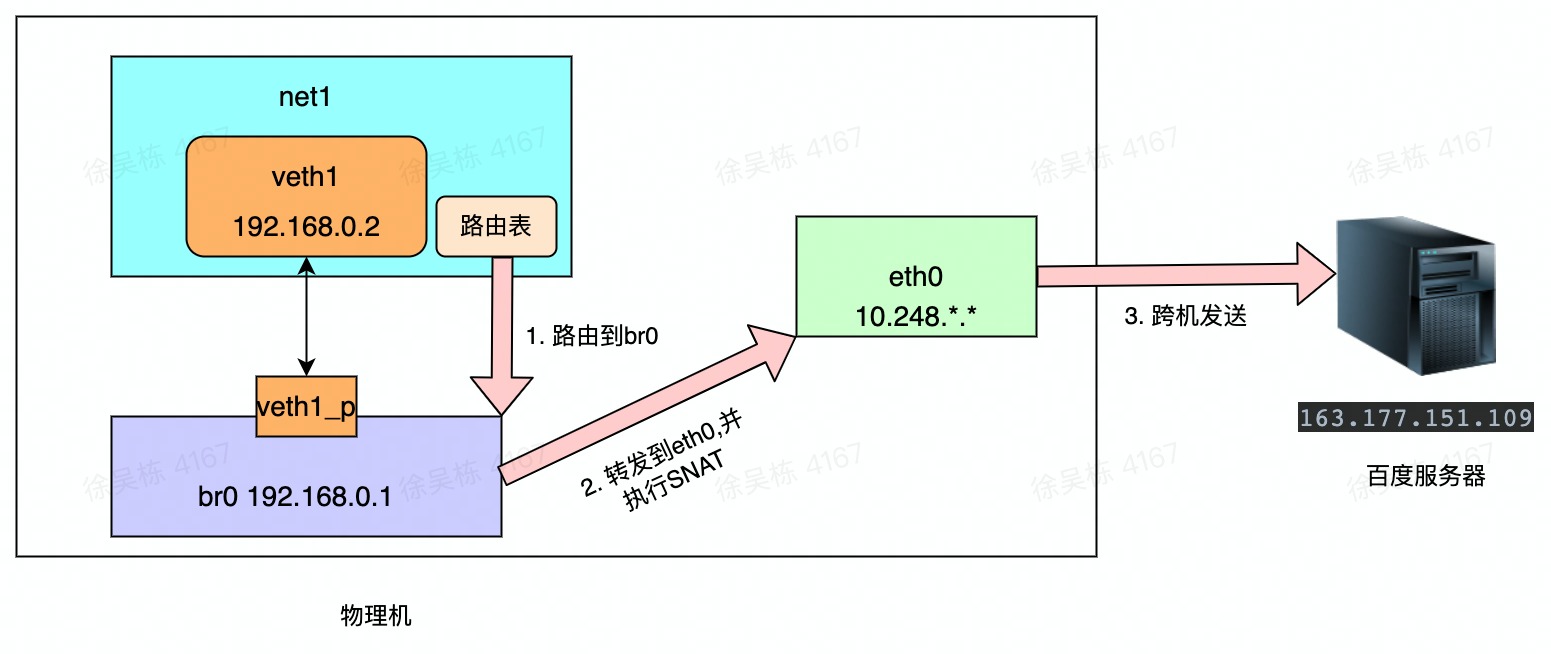 net1
veth1
192.168.0.2
路由表
1. 路由到br0
veth1_p
br0 192.168.0.1
2. 转发到eth0,并
执行SNAT
eth0
10.248.*.*
3. 跨机发送
163.177.151.109
百度服务器
物理机
徐吴栋 4167
徐吴栋 4167
徐吴栋 4167
徐吴栋 4167
徐吴栋 4167
徐吴栋 4167
徐吴栋 4167
徐吴栋 4167
徐吴栋 4167
徐吴栋 4167